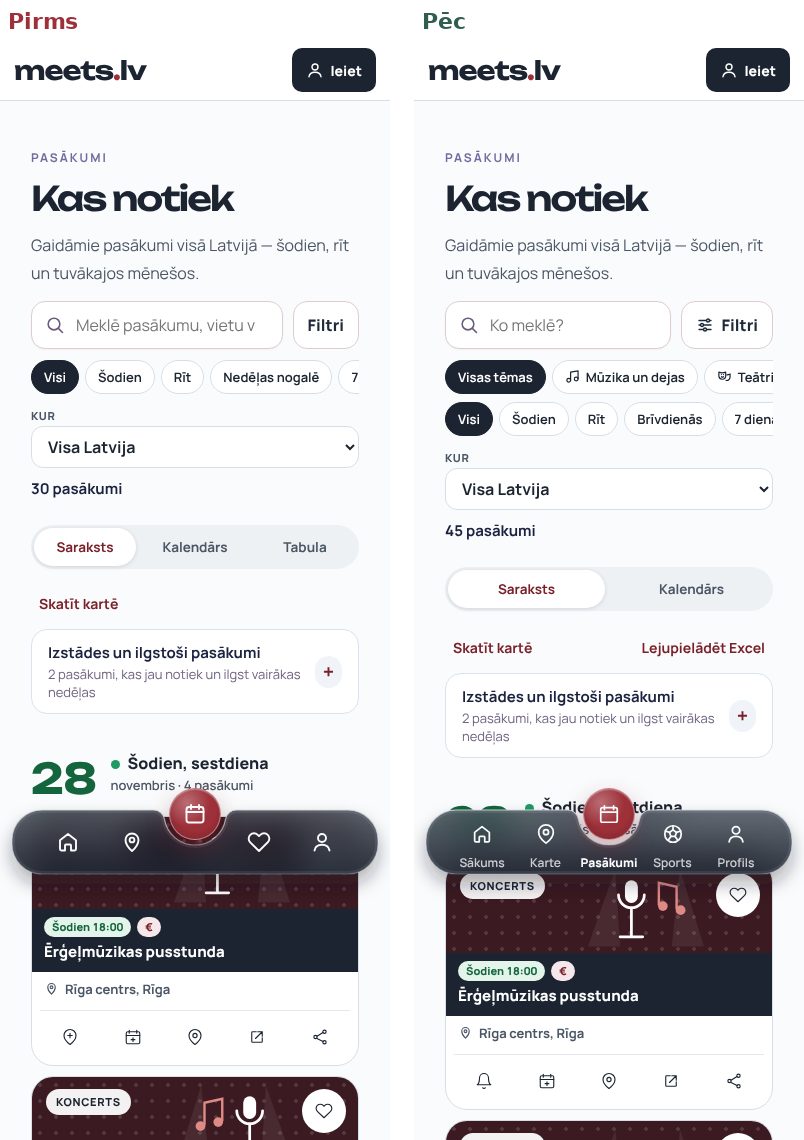 Pirms
meets.lv
Ieiet
PASĀKUMI
Kas notiek
Gaidāmie pasākumi visā Latvijā — šodien, rīt
un tuvākajos mēnešos.
Meklē pasākumu, vietu v
Filtri
Visi
Šodien
Rīt
Nedēļas nogalē
7
KUR
Visa Latvija
30 pasākumi
Saraksts
Kalendārs
Tabula
Skatīt kartē
Izstādes un ilgstoši pasākumi
2 pasākumi, kas jau notiek un ilgst vairākas
nedēļas
+
28
Šodien, sestdiena
novembris · 4 pasākumi
Šodien 18:00
€
Ērģeļmūzikas pusstunda
Rīga centrs, Rīga
KONCERTS
Pēc
meets.lv
Ieiet
PASĀKUMI
Kas notiek
Gaidāmie pasākumi visā Latvijā — šodien, rīt
un tuvākajos mēnešos.
Ko meklē?
Filtri
Visas tēmas
Mūzika un dejas
Teātri
Visi
Šodien
Rīt
Brīvdienās
7 diena
KUR
Visa Latvija
45 pasākumi
Saraksts
Kalendārs
Skatīt kartē
Lejupielādēt Excel
Izstādes un ilgstoši pasākumi
2 pasākumi, kas jau notiek un ilgst vairākas
nedēļas
+
Sākums
Karte
Pasākumi
Sports
Profils
KONCERTS
Šodien 18:00
€
Ērģeļmūzikas pusstunda
Rīga centrs, Rīga